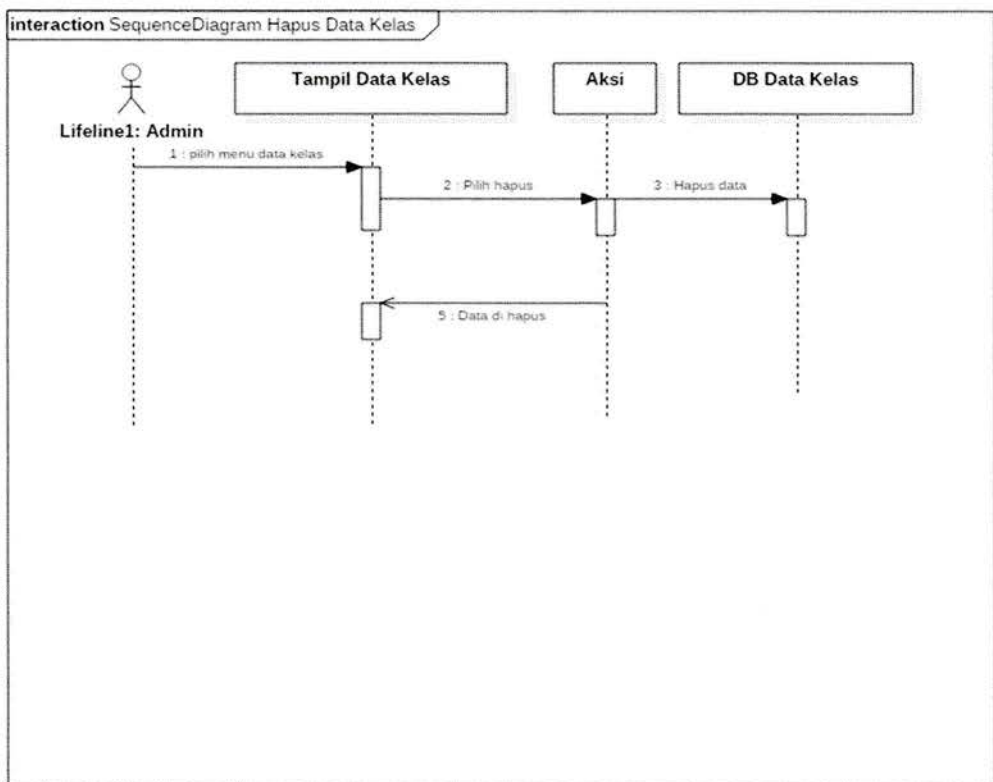 interaction SequenceDiagram Hapus Data Kelas
Tampil Data Kelas
Aksi
DB Data Kelas
Lifeline1: Admin
1 : pilih menu data kelas
2 : Pilih hapus
3 : Hapus data
5 : Data di hapus